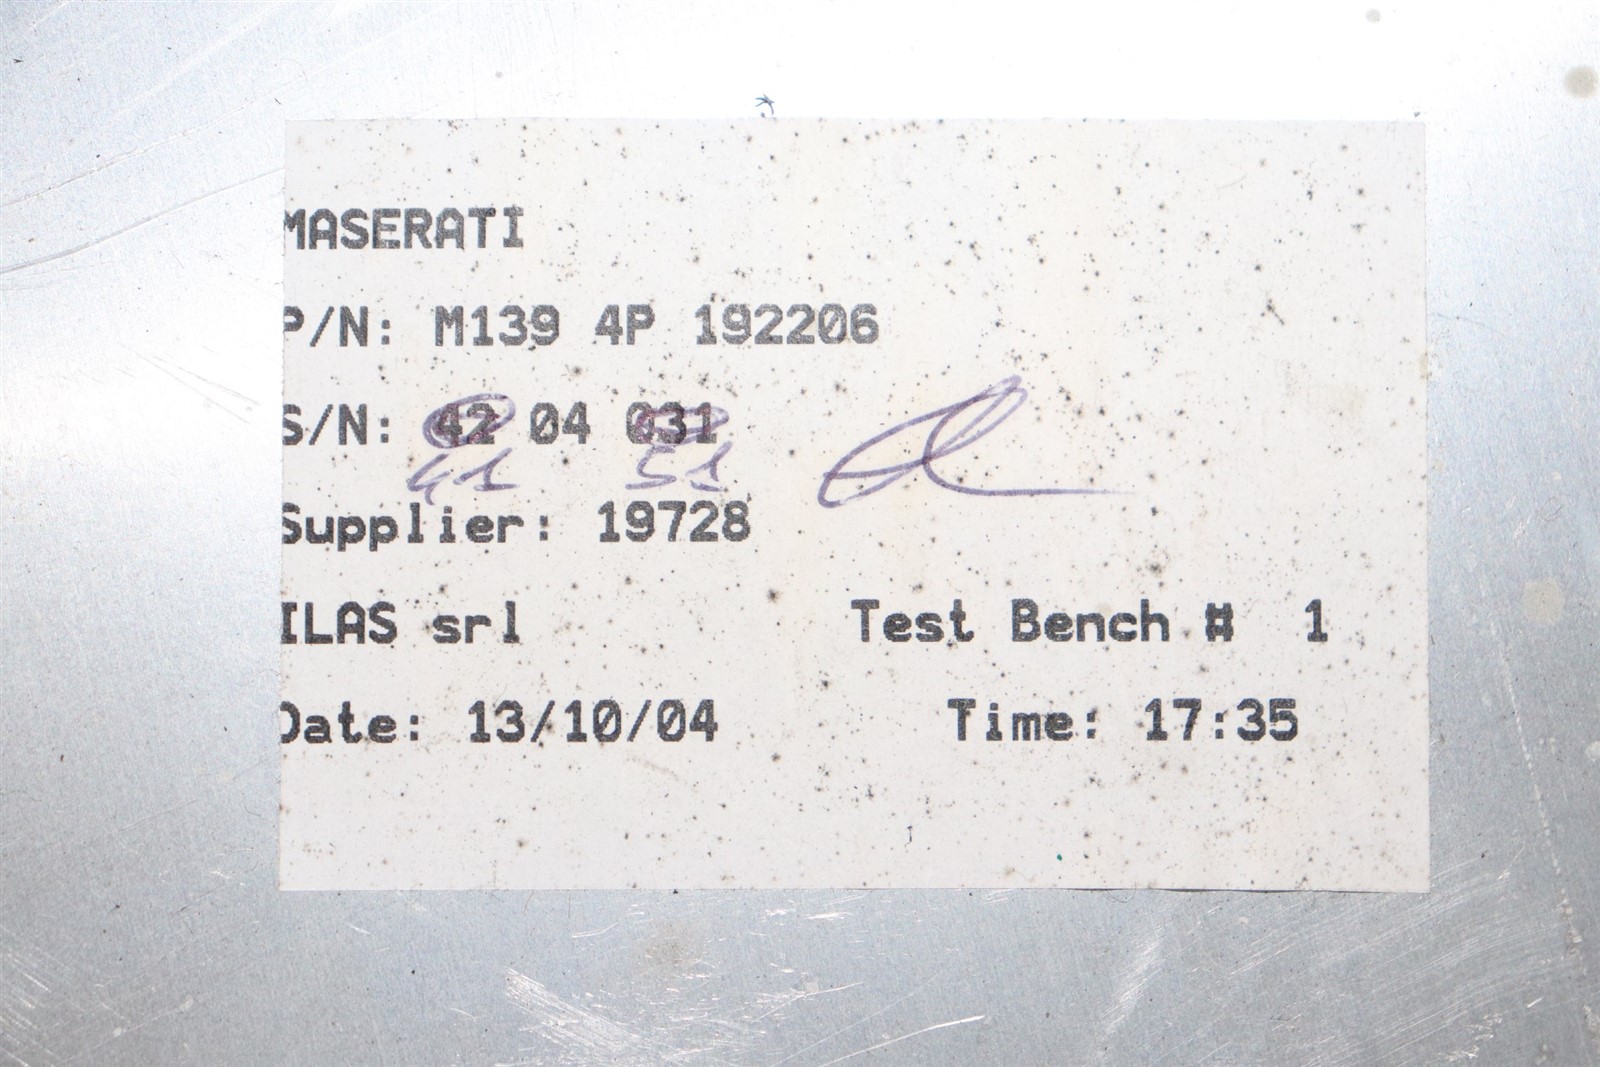 MASERATI
P/N: M139 4P 192206
S/N: 42 04 031
41 51
Supplier: 19728
ILAS srl Test Bench # 1
Date: 13/10/04 Time: 17:35